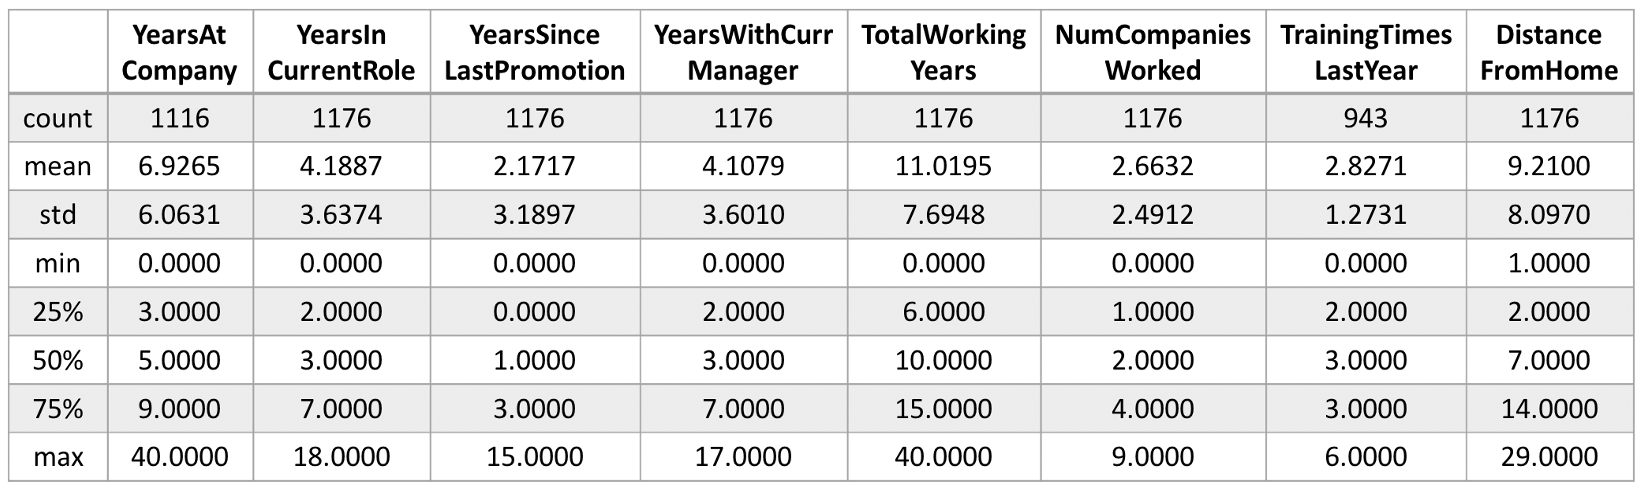 YearsAt YearsIn YearsSince YearsWithCurr TotalWorking NumCompanies TrainingTimes Distance
Company CurrentRole LastPromotion Manager Years Worked LastYear FromHome
count 1116 1176 1176 1176 1176 1176 943 1176
mean 6.9265 4.1887 2.1717 4.1079 11.0195 2.6632 2.8271 9.2100
std 6.0631 3.6374 3.1897 3.6010 7.6948 2.4912 1.2731 8.0970
min 0.0000 0.0000 0.0000 0.0000 0.0000 0.0000 0.0000 1.0000
25% 3.0000 2.0000 0.0000 2.0000 6.0000 1.0000 2.0000 2.0000
50% 5.0000 3.0000 1.0000 3.0000 10.0000 2.0000 3.0000 7.0000
75% 9.0000 7.0000 3.0000 7.0000 15.0000 4.0000 3.0000 14.0000
max 40.0000 18.0000 15.0000 17.0000 40.0000 9.0000 6.0000 29.0000